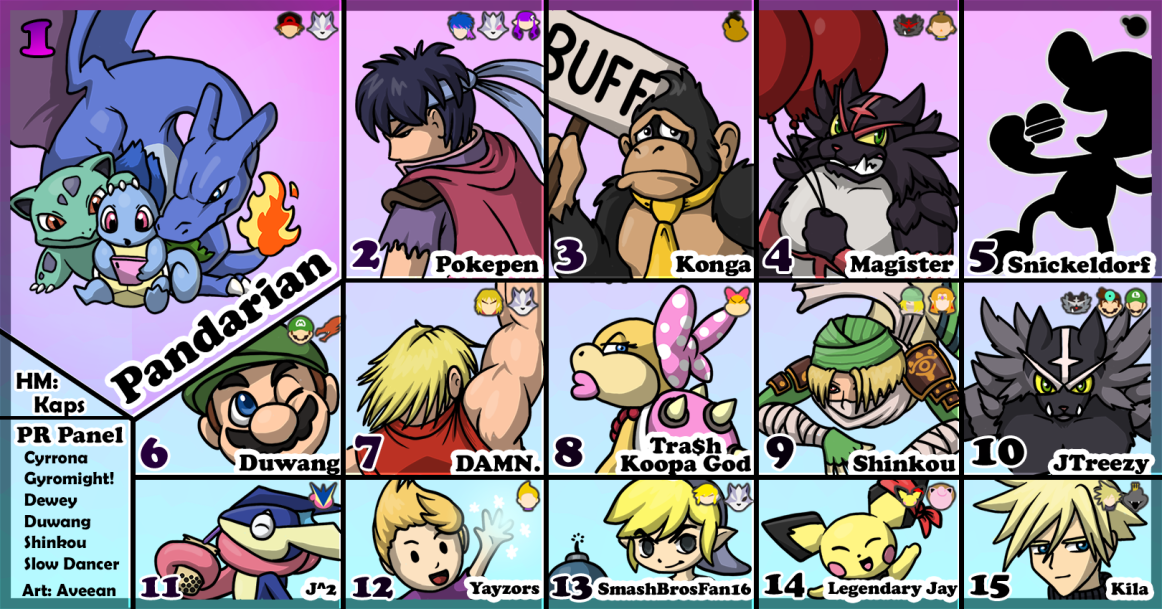 1
Pandarian
2
Pokepen
BUFF
3
Konga
4
Magister
5
Snickeldorf
HM:
Kaps
6
Duwang
7
DAMN.
8
Tra$h
Koopa God
9
Shinkou
10
JTreezy
PR Panel
Cyrrona
Gyromight!
Dewey
Duwang
Shinkou
Slow Dancer
Art: Aveean
11
J^2
12
Yayzors
13
SmashBrosFan16
14
Legendary Jay
15
Kila